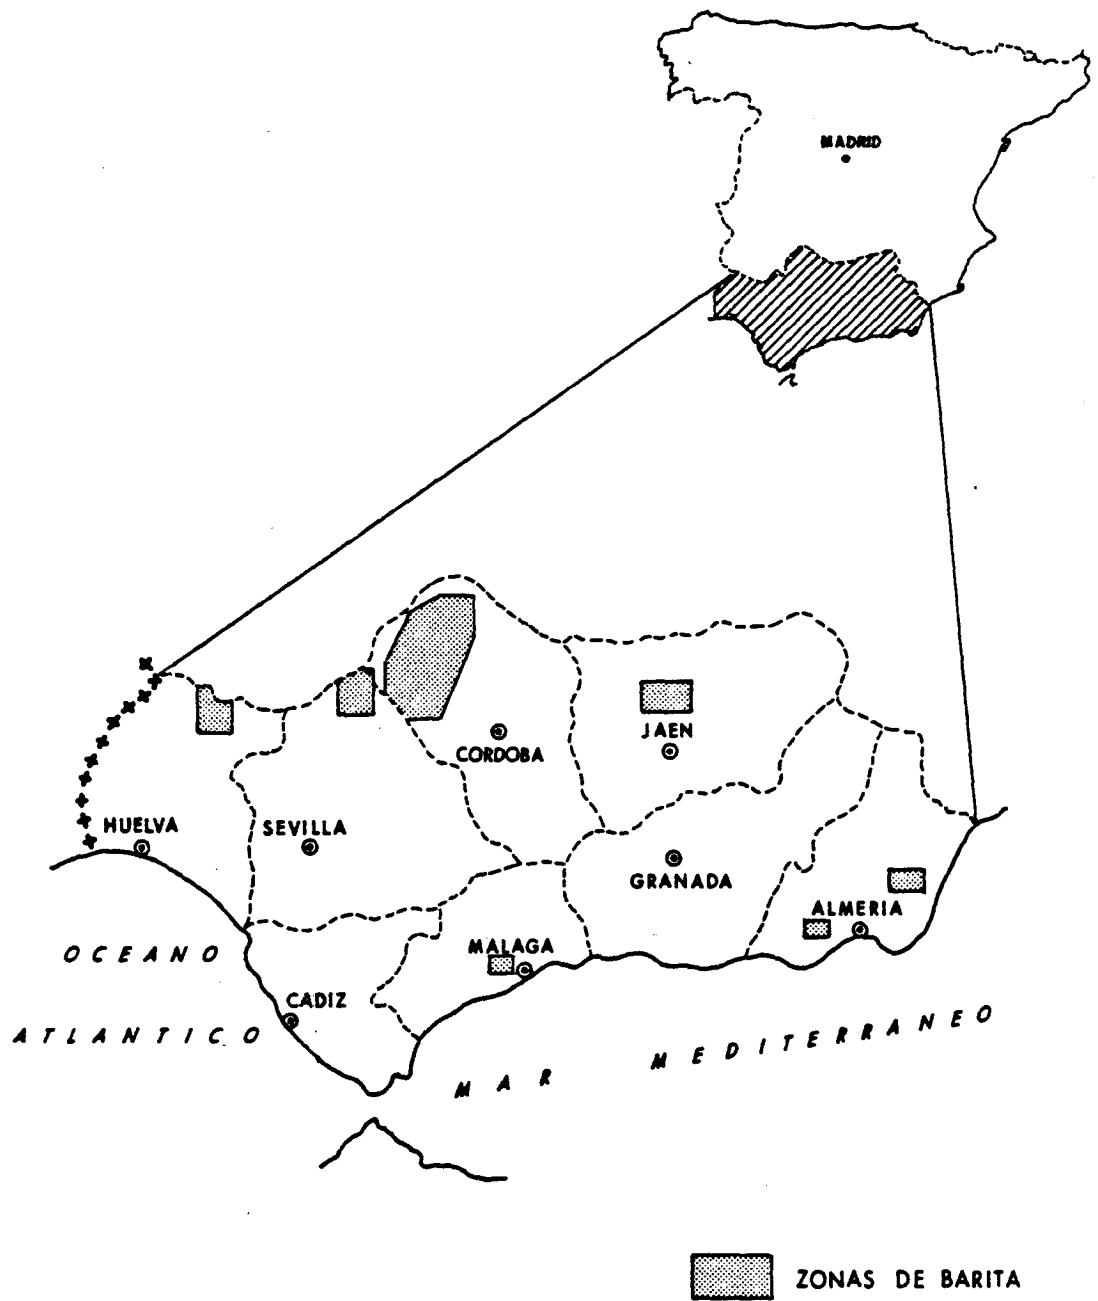 MADRID
CORDOBA
JAEN
HUELVA
SEVILLA
GRANADA
ALMERIA
MALAGA
OCEANO
ATLANTICO
CADIZ
MAR MEDITERRANEO
ZONAS DE BARITA